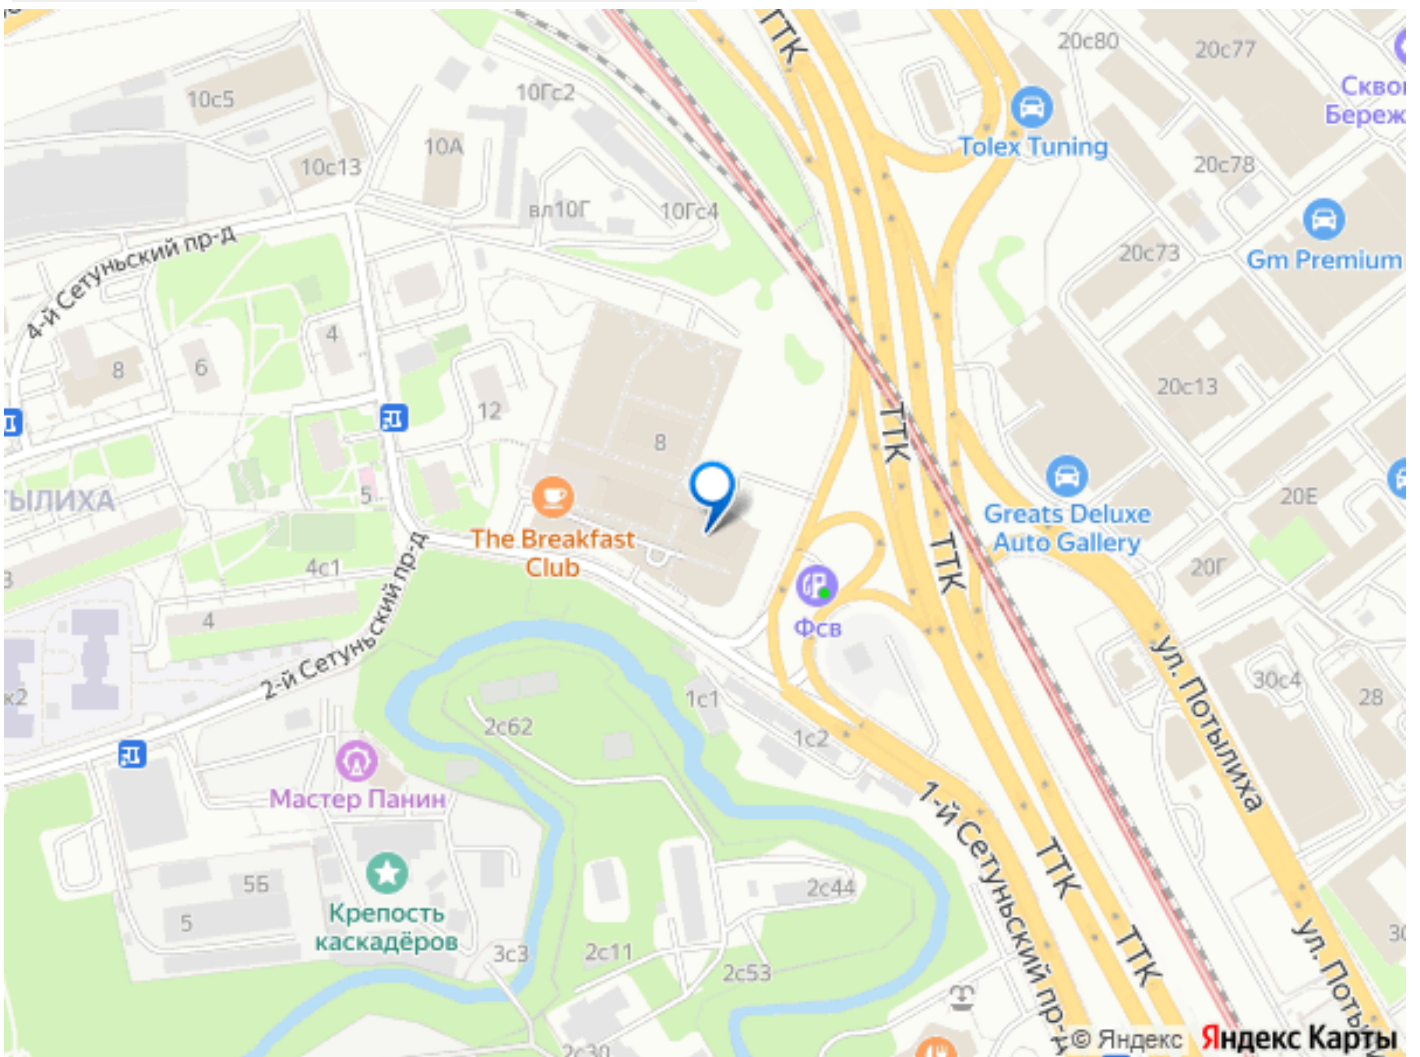 ТТК
20с80
20с77
10с5
10Гс2
Tolex Tuning
10А
10с13
20с78
вл10Г
10Гс4
4-й Сетуньский пр-д
20с73
Gm Premium
4
8
6
20с13
12
ТТК
8
5
20Е
The Breakfast
Club
Greats Deluxe
Auto Gallery
4с1
ТТК
20Г
4
Фсв
2-й Сетуньский пр-д
к2
1с1
30с4
28
2с62
1с2
ул. Потылиха
Мастер Панин
1-й Сетуньский пр-д
ТТК
5Б
2с44
Крепость
каскадёров
5
3с3
2с11
2с53
ТТК
2с30
© Яндекс
Яндекс Карты